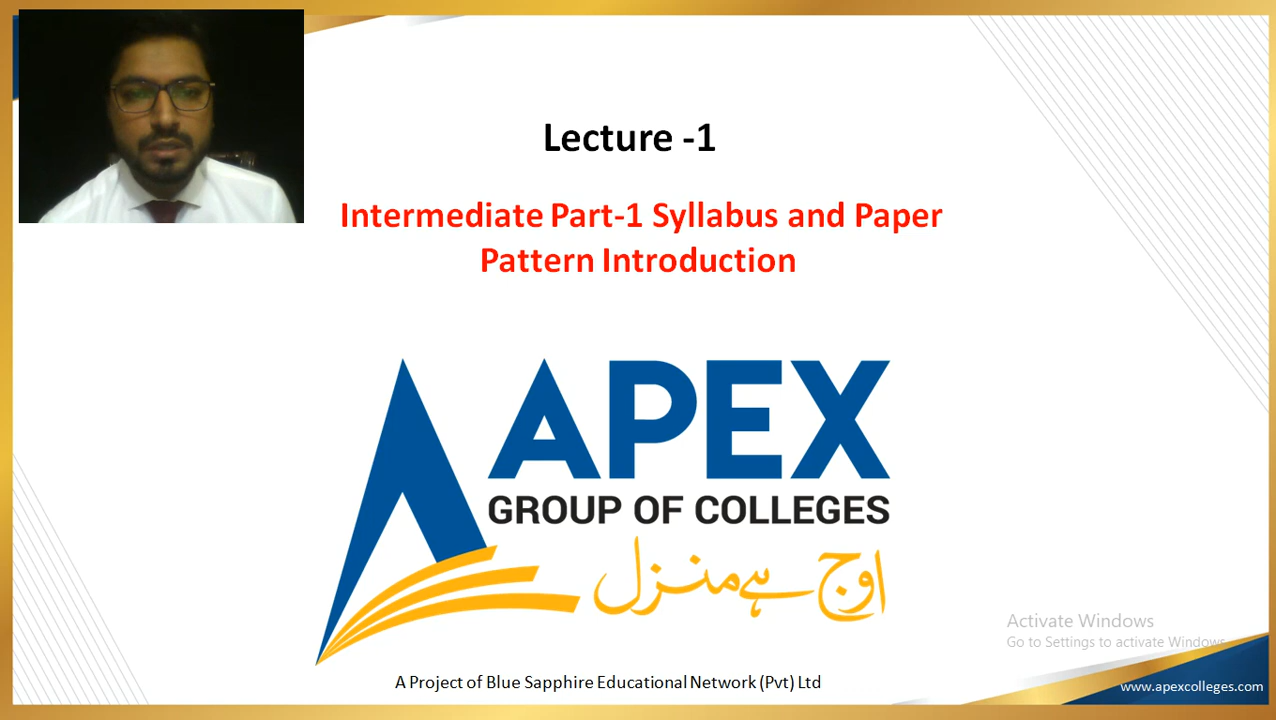 Lecture -1
Intermediate Part-1 Syllabus and Paper
Pattern Introduction
APEX
GROUP OF COLLEGES
اوج ہے منزل
A Project of Blue Sapphire Educational Network (Pvt) Ltd
Activate Windows
Go to Settings to activate Windows.
www.apexcolleges.com